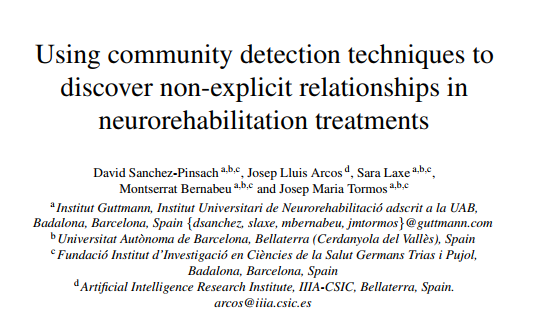 Using community detection techniques to
discover non-explicit relationships in
neurorehabilitation treatments
David Sanchez-Pinsach a,b,c, Josep Lluis Arcos d, Sara Laxe a,b,c,
Montserrat Bernabeu a,b,c and Josep Maria Tormos a,b,c
a Institut Guttmann, Institut Universitari de Neurorehabilitació adscrit a la UAB,
Badalona, Barcelona, Spain {dsanchez, slaxe, mbernabeu, jmtormos}@guttmann.com
b Universitat Autònoma de Barcelona, Bellaterra (Cerdanyola del Vallès), Spain
c Fundació Institut d'Investigació en Ciències de la Salut Germans Trias i Pujol,
Badalona, Barcelona, Spain
d Artificial Intelligence Research Institute, IIIA-CSIC, Bellaterra, Spain.
arcos@iiia.csic.es